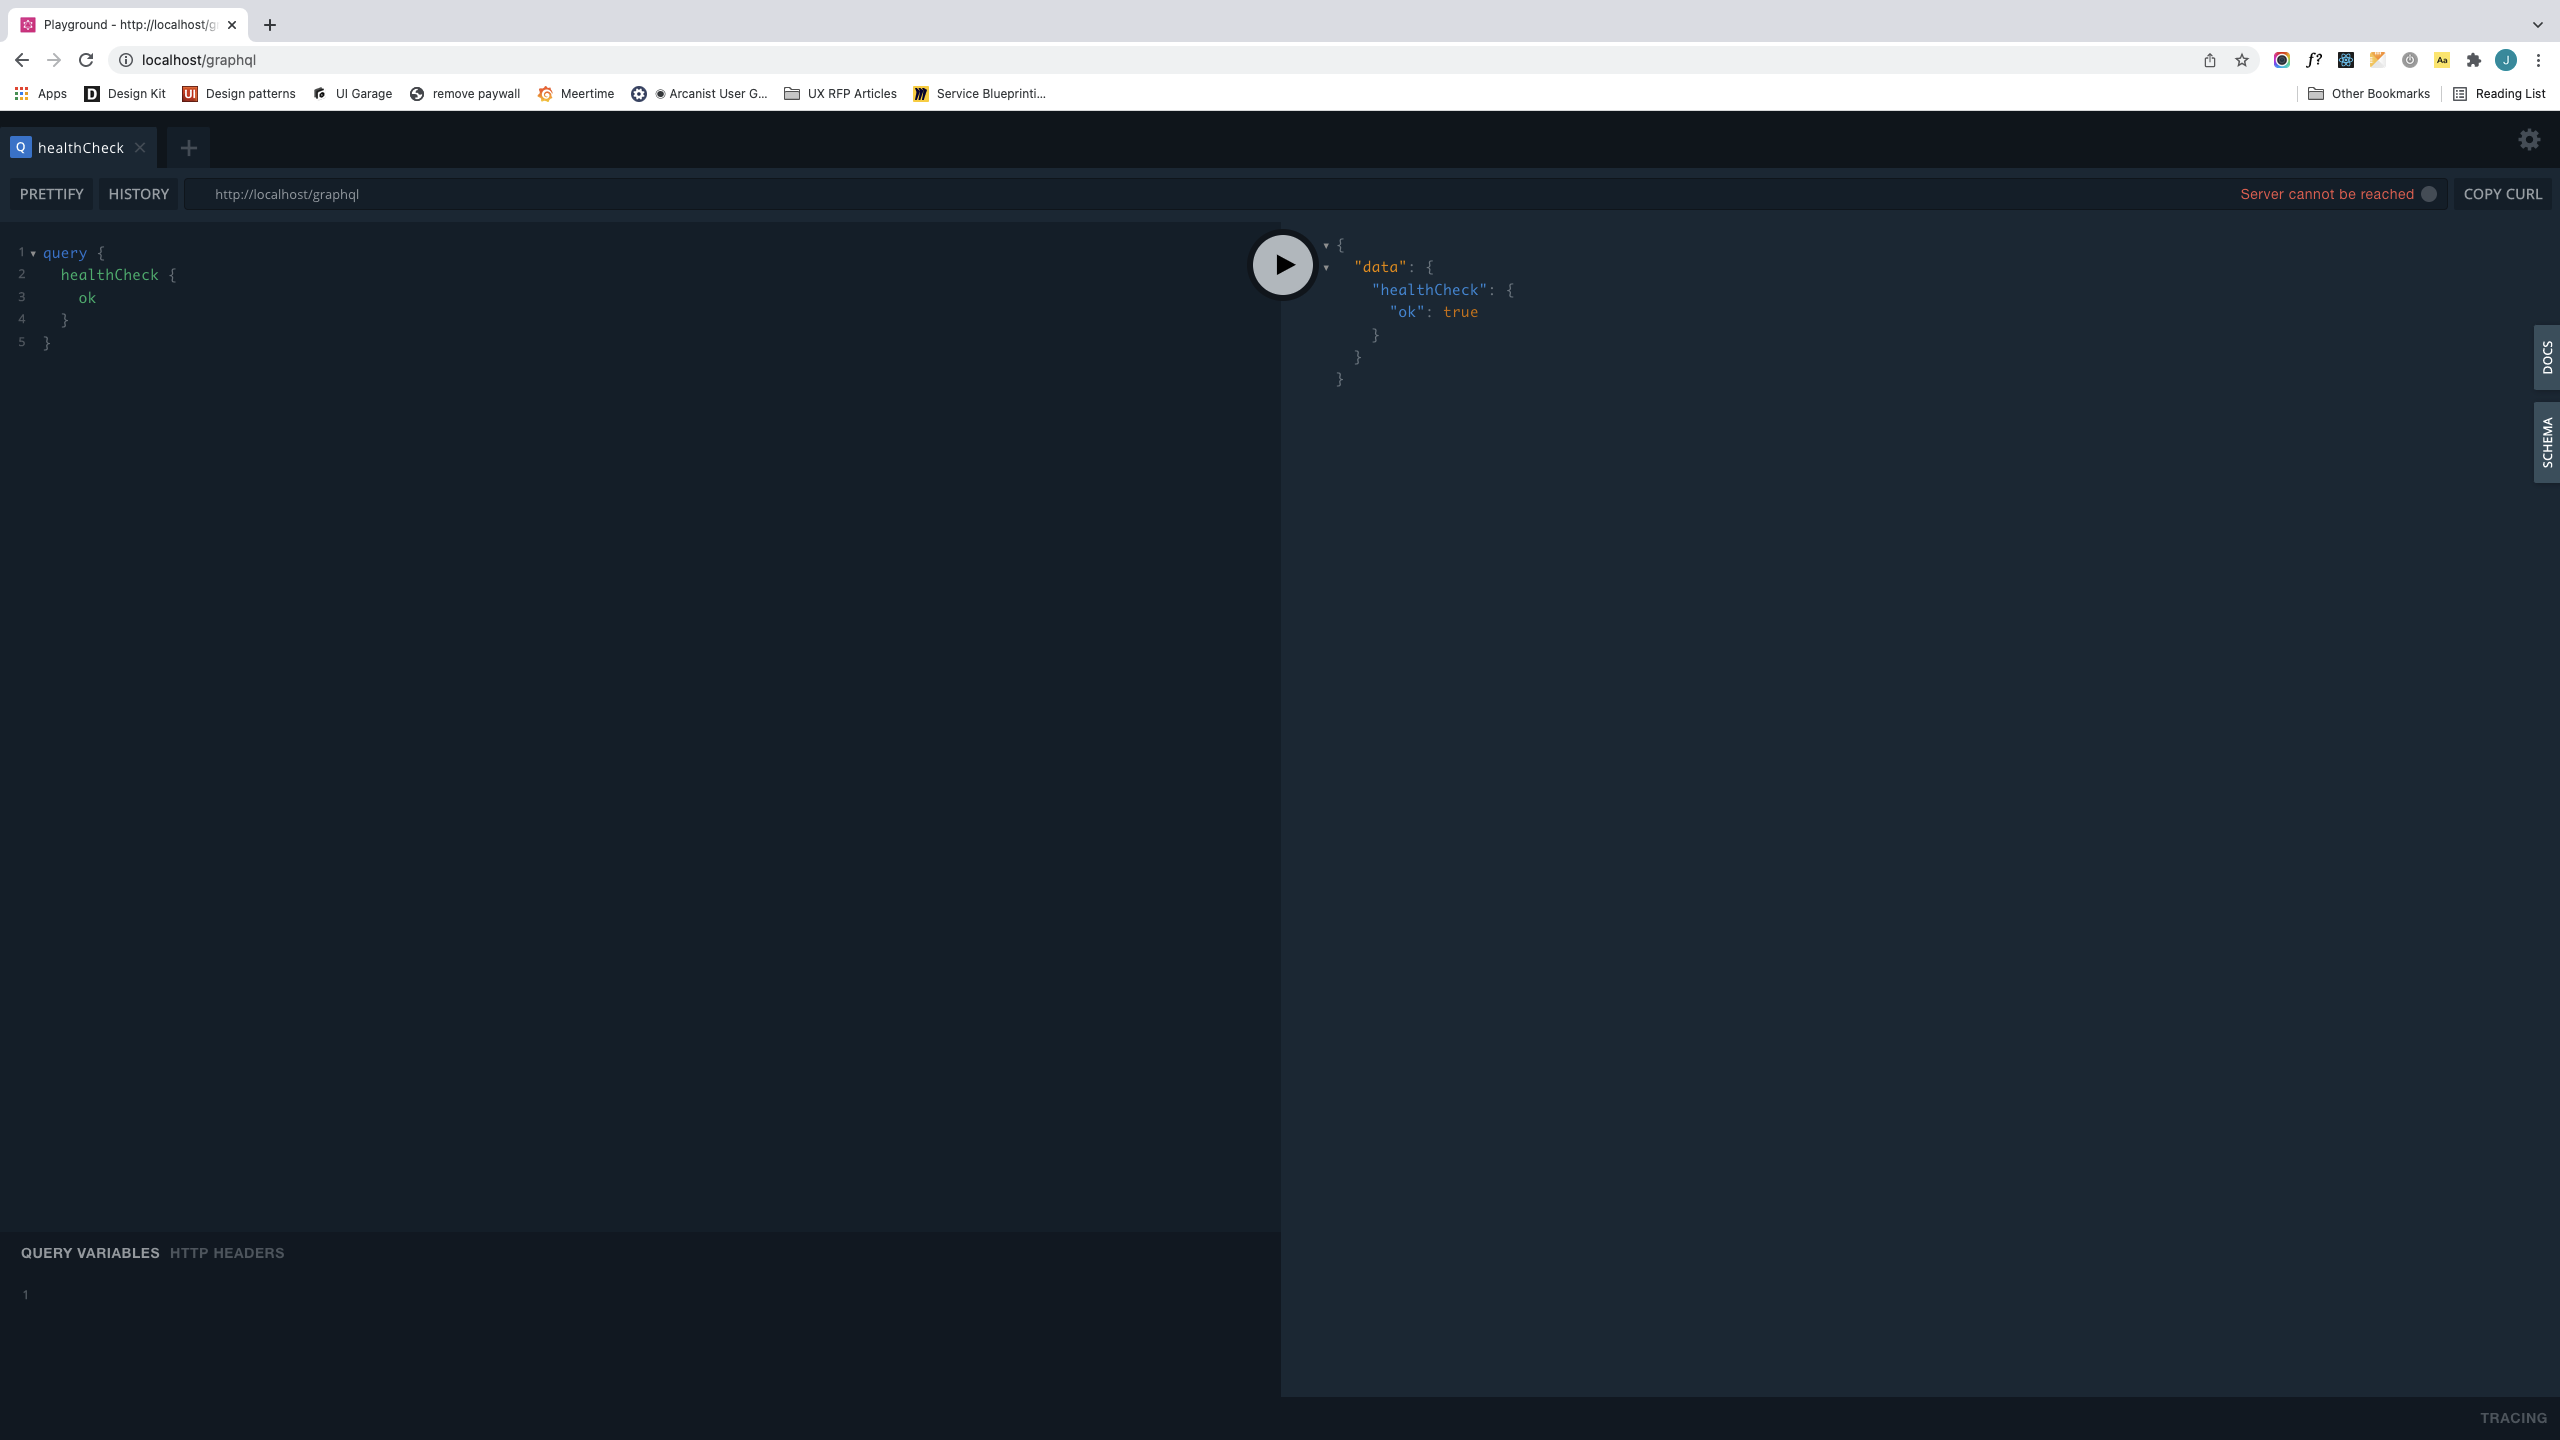 Playground - http://localhost/g
localhost/graphql
f?
Aa
J
Apps
D Design Kit
UI Design patterns
UI Garage
remove paywall
Meertime
◉ Arcanist User G...
UX RFP Articles
Service Blueprinti...
Other Bookmarks
Reading List
Q healthCheck
PRETTIFY
HISTORY
http://localhost/graphql
Server cannot be reached
COPY CURL
1 query {
2 healthCheck {
3 ok
4 }
5 }
{
"data": {
"healthCheck": {
"ok": true
}
}
}
DOCS
SCHEMA
QUERY VARIABLES HTTP HEADERS
1
TRACING